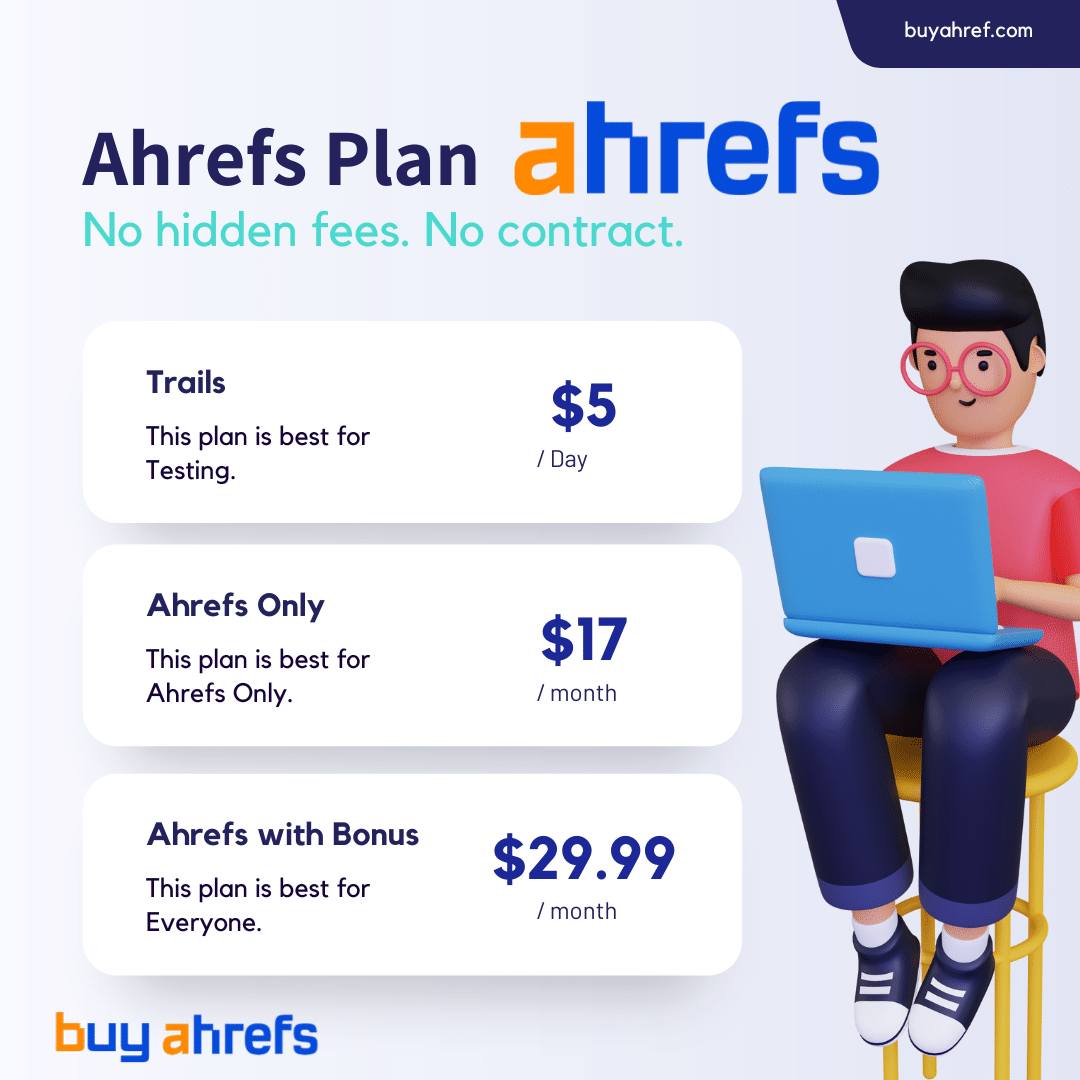 buyahref.com
Ahrefs Plan ahrefs
No hidden fees. No contract.
Trails
This plan is best for
Testing.
$5
/ Day
Ahrefs Only
This plan is best for
Ahrefs Only.
$17
/ month
Ahrefs with Bonus
This plan is best for
Everyone.
$29.99
/ month
buy ahrefs